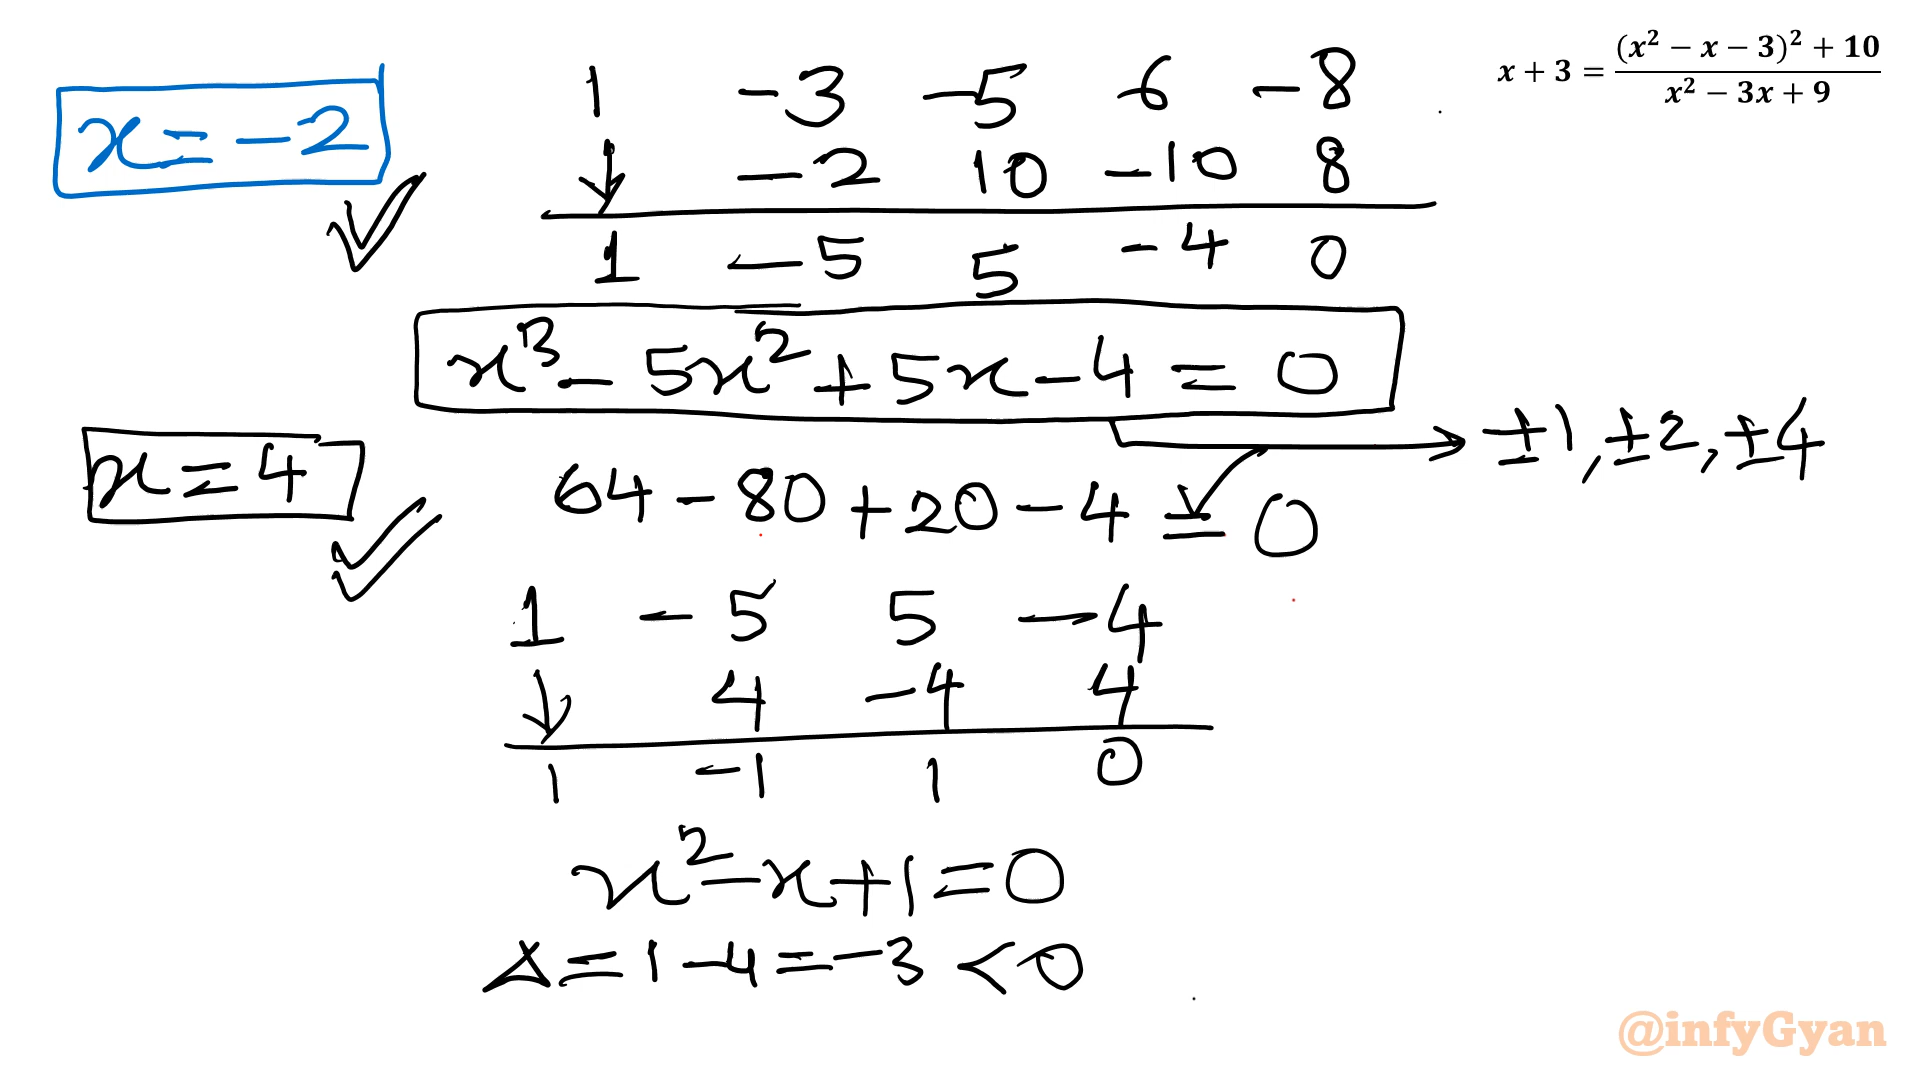 x + 3 = (x² − x − 3)² + 10 / x² − 3x + 9
x = −2
1 −3 −5 6 −8
↓ −2 10 −10 8
1 −5 5 −4 0
x³ − 5x² + 5x − 4 = 0
→ ±1, ±2, ±4
x = 4
64 − 80 + 20 − 4 = 0
1 −5 5 −4
↓ 4 −4 4
1 −1 1 0
x² − x + 1 = 0
Δ = 1 − 4 = −3 < 0
@infyGyan